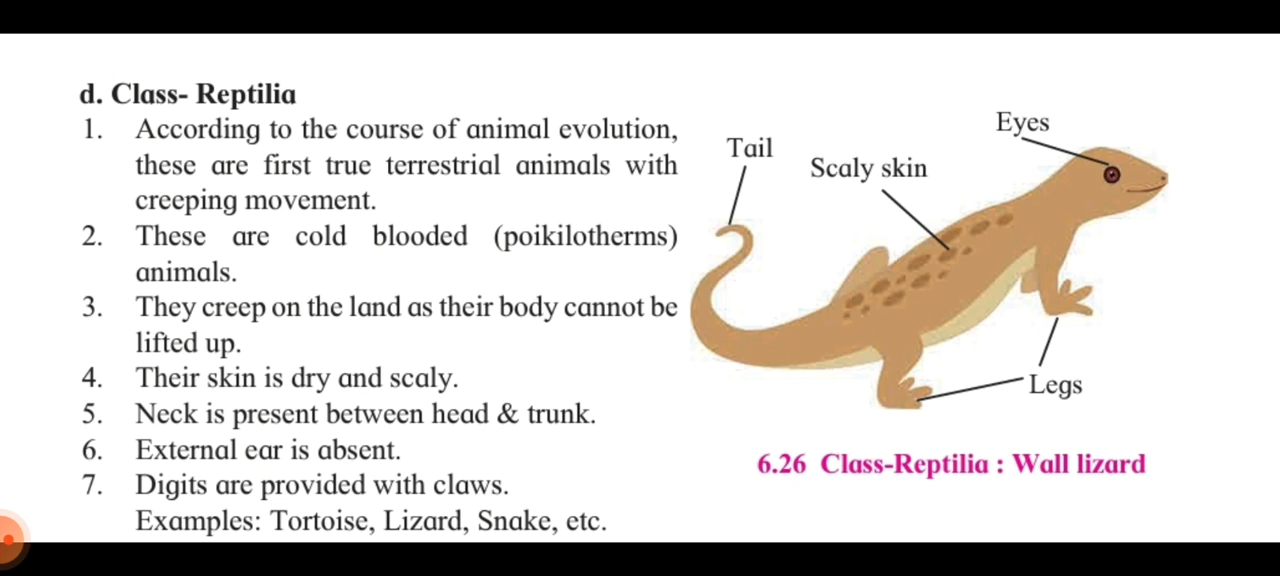 d. Class- Reptilia
1. According to the course of animal evolution,
these are first true terrestrial animals with
creeping movement.
2. These are cold blooded (poikilotherms)
animals.
3. They creep on the land as their body cannot be
lifted up.
4. Their skin is dry and scaly.
5. Neck is present between head & trunk.
6. External ear is absent.
7. Digits are provided with claws.
Examples: Tortoise, Lizard, Snake, etc.
Tail
Scaly skin
Eyes
Legs
6.26 Class-Reptilia : Wall lizard